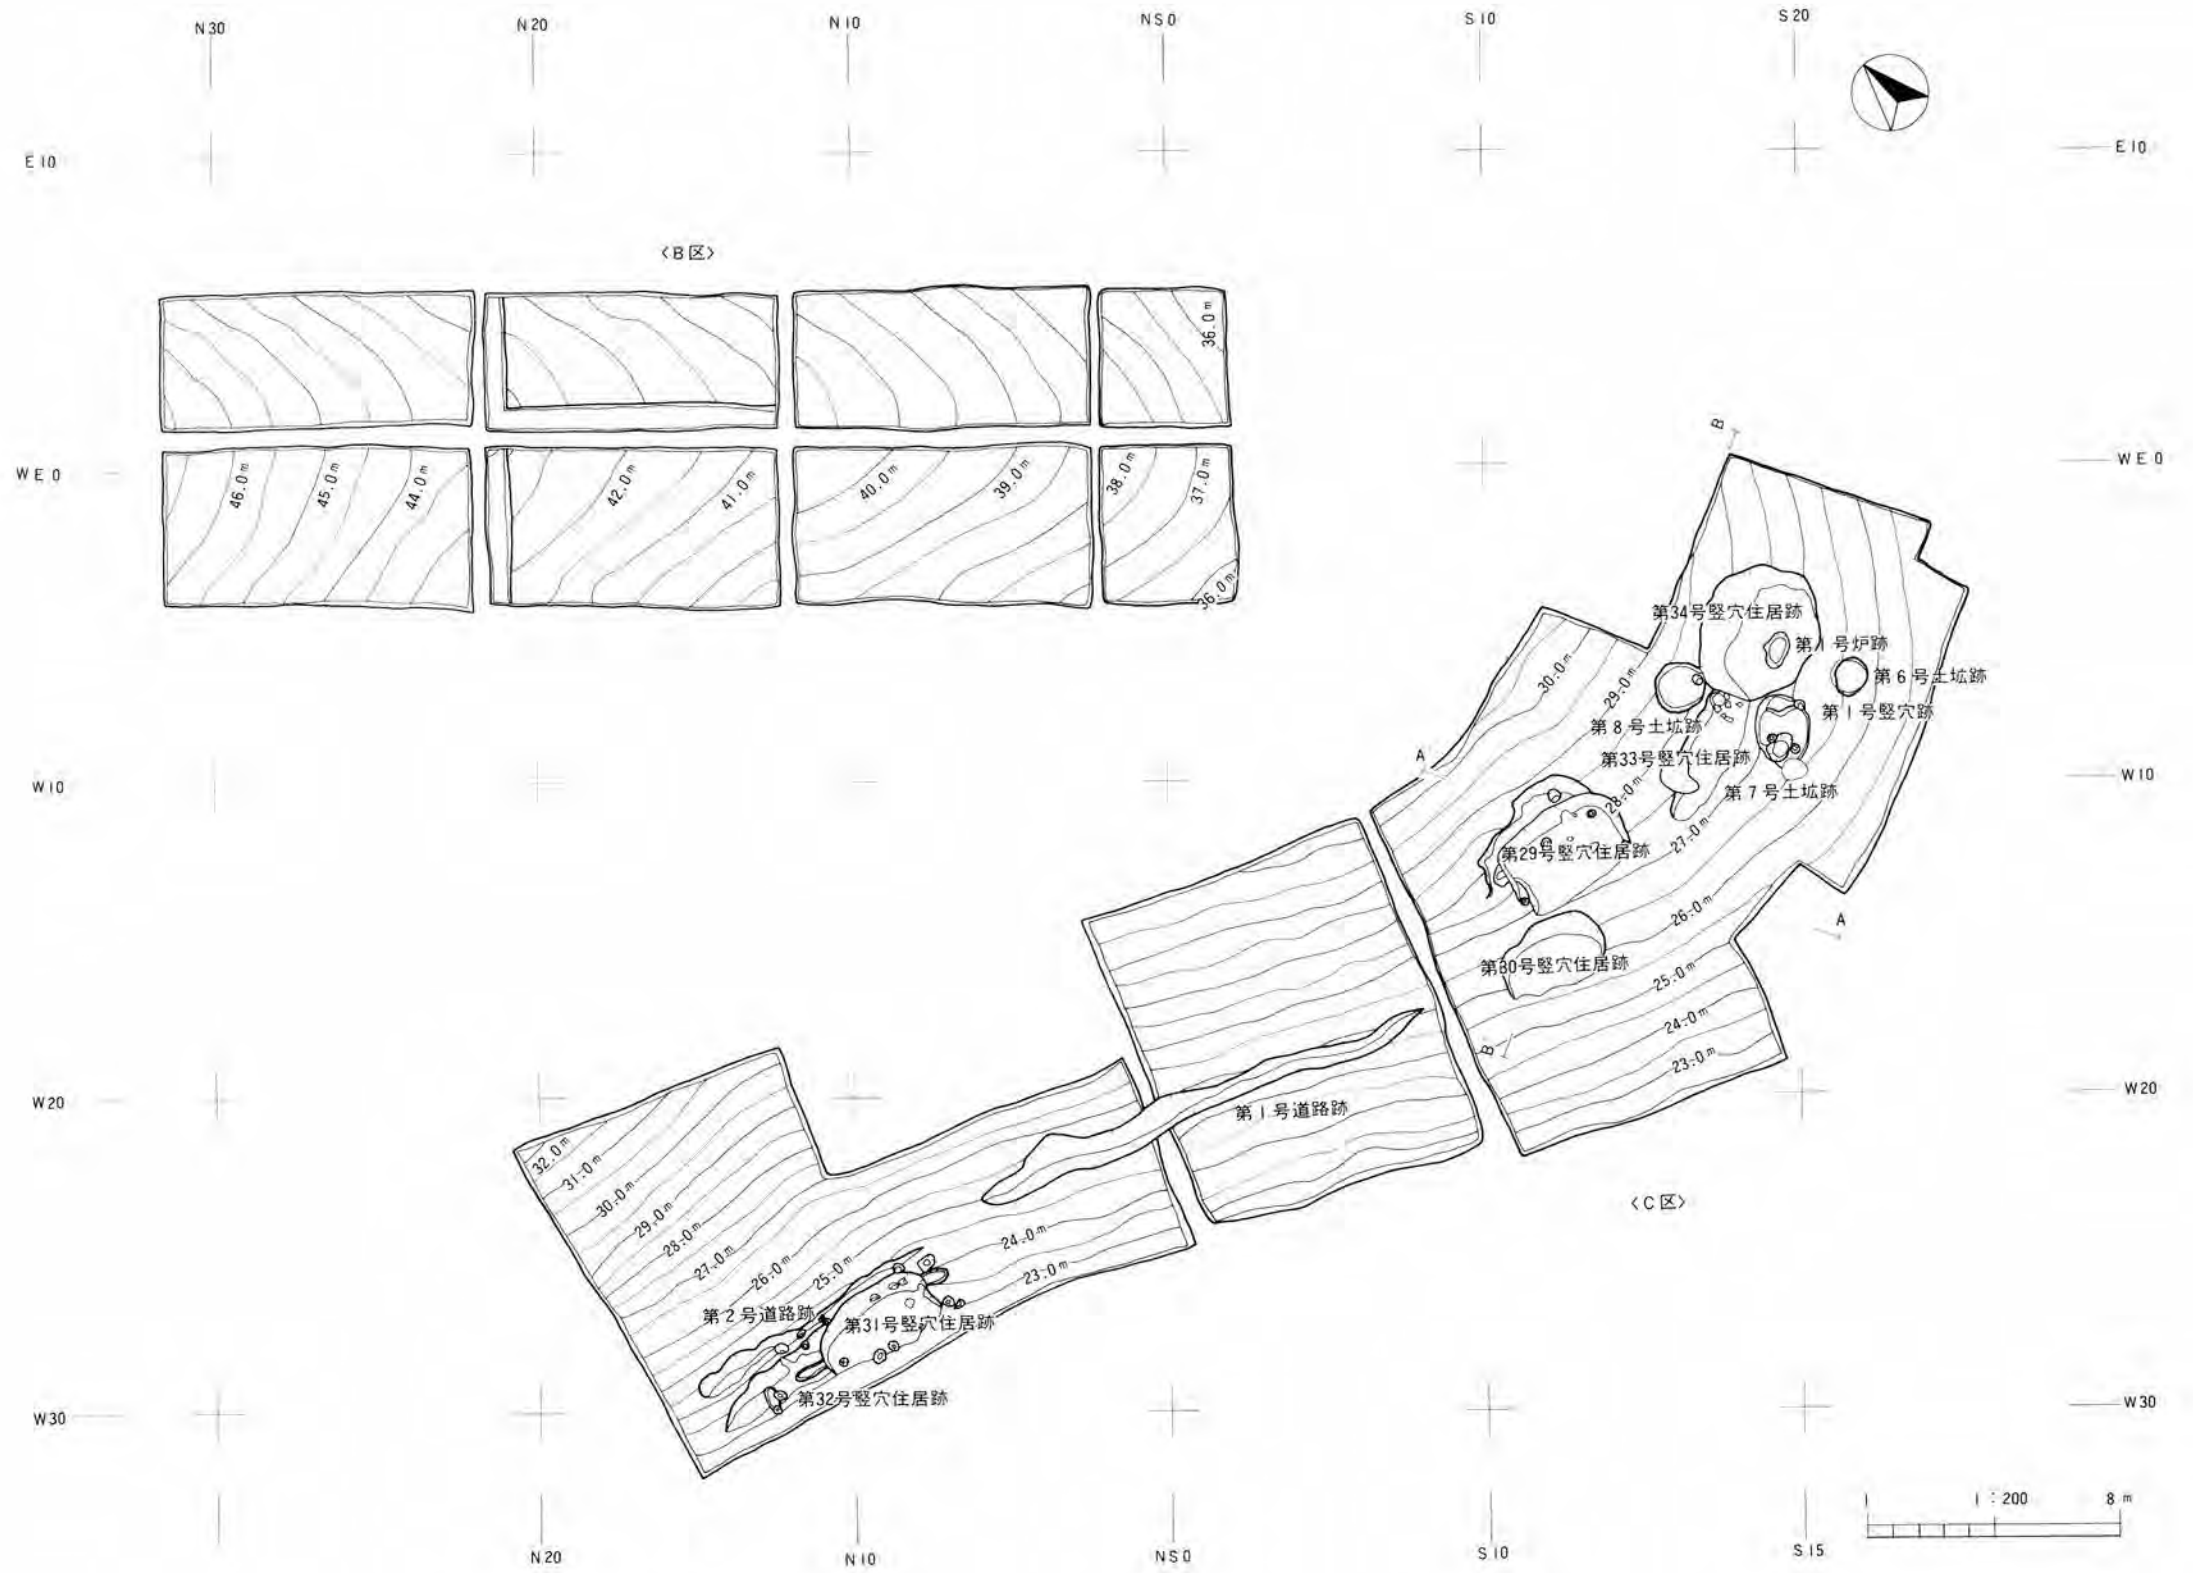 N30
N20
N10
NS0
S10
S20
E10
E10
〈B区〉
36.0m
WE0
46.0m
45.0m
44.0m
42.0m
41.0m
40.0m
39.0m
38.0m
37.0m
36.0m
B
WE0
第34号竪穴住居跡
第1号炉跡
第6号土拡跡
第1号竪穴跡
第8号土拡跡
B
第33号竪穴住居跡
第7号土拡跡
30.0m
29.0m
28.0m
27.0m
A
W10
W10
第29号竪穴住居跡
26.0m
A
第30号竪穴住居跡
25.0m
24.0m
23.0m
B
W20
W20
第1号道路跡
〈C区〉
32.0m
31.0m
30.0m
29.0m
28.0m
27.0m
26.0m
25.0m
24.0m
23.0m
第2号道路跡
第31号竪穴住居跡
第32号竪穴住居跡
W30
W30
1:200
8m
N20
N10
NS0
S10
S15